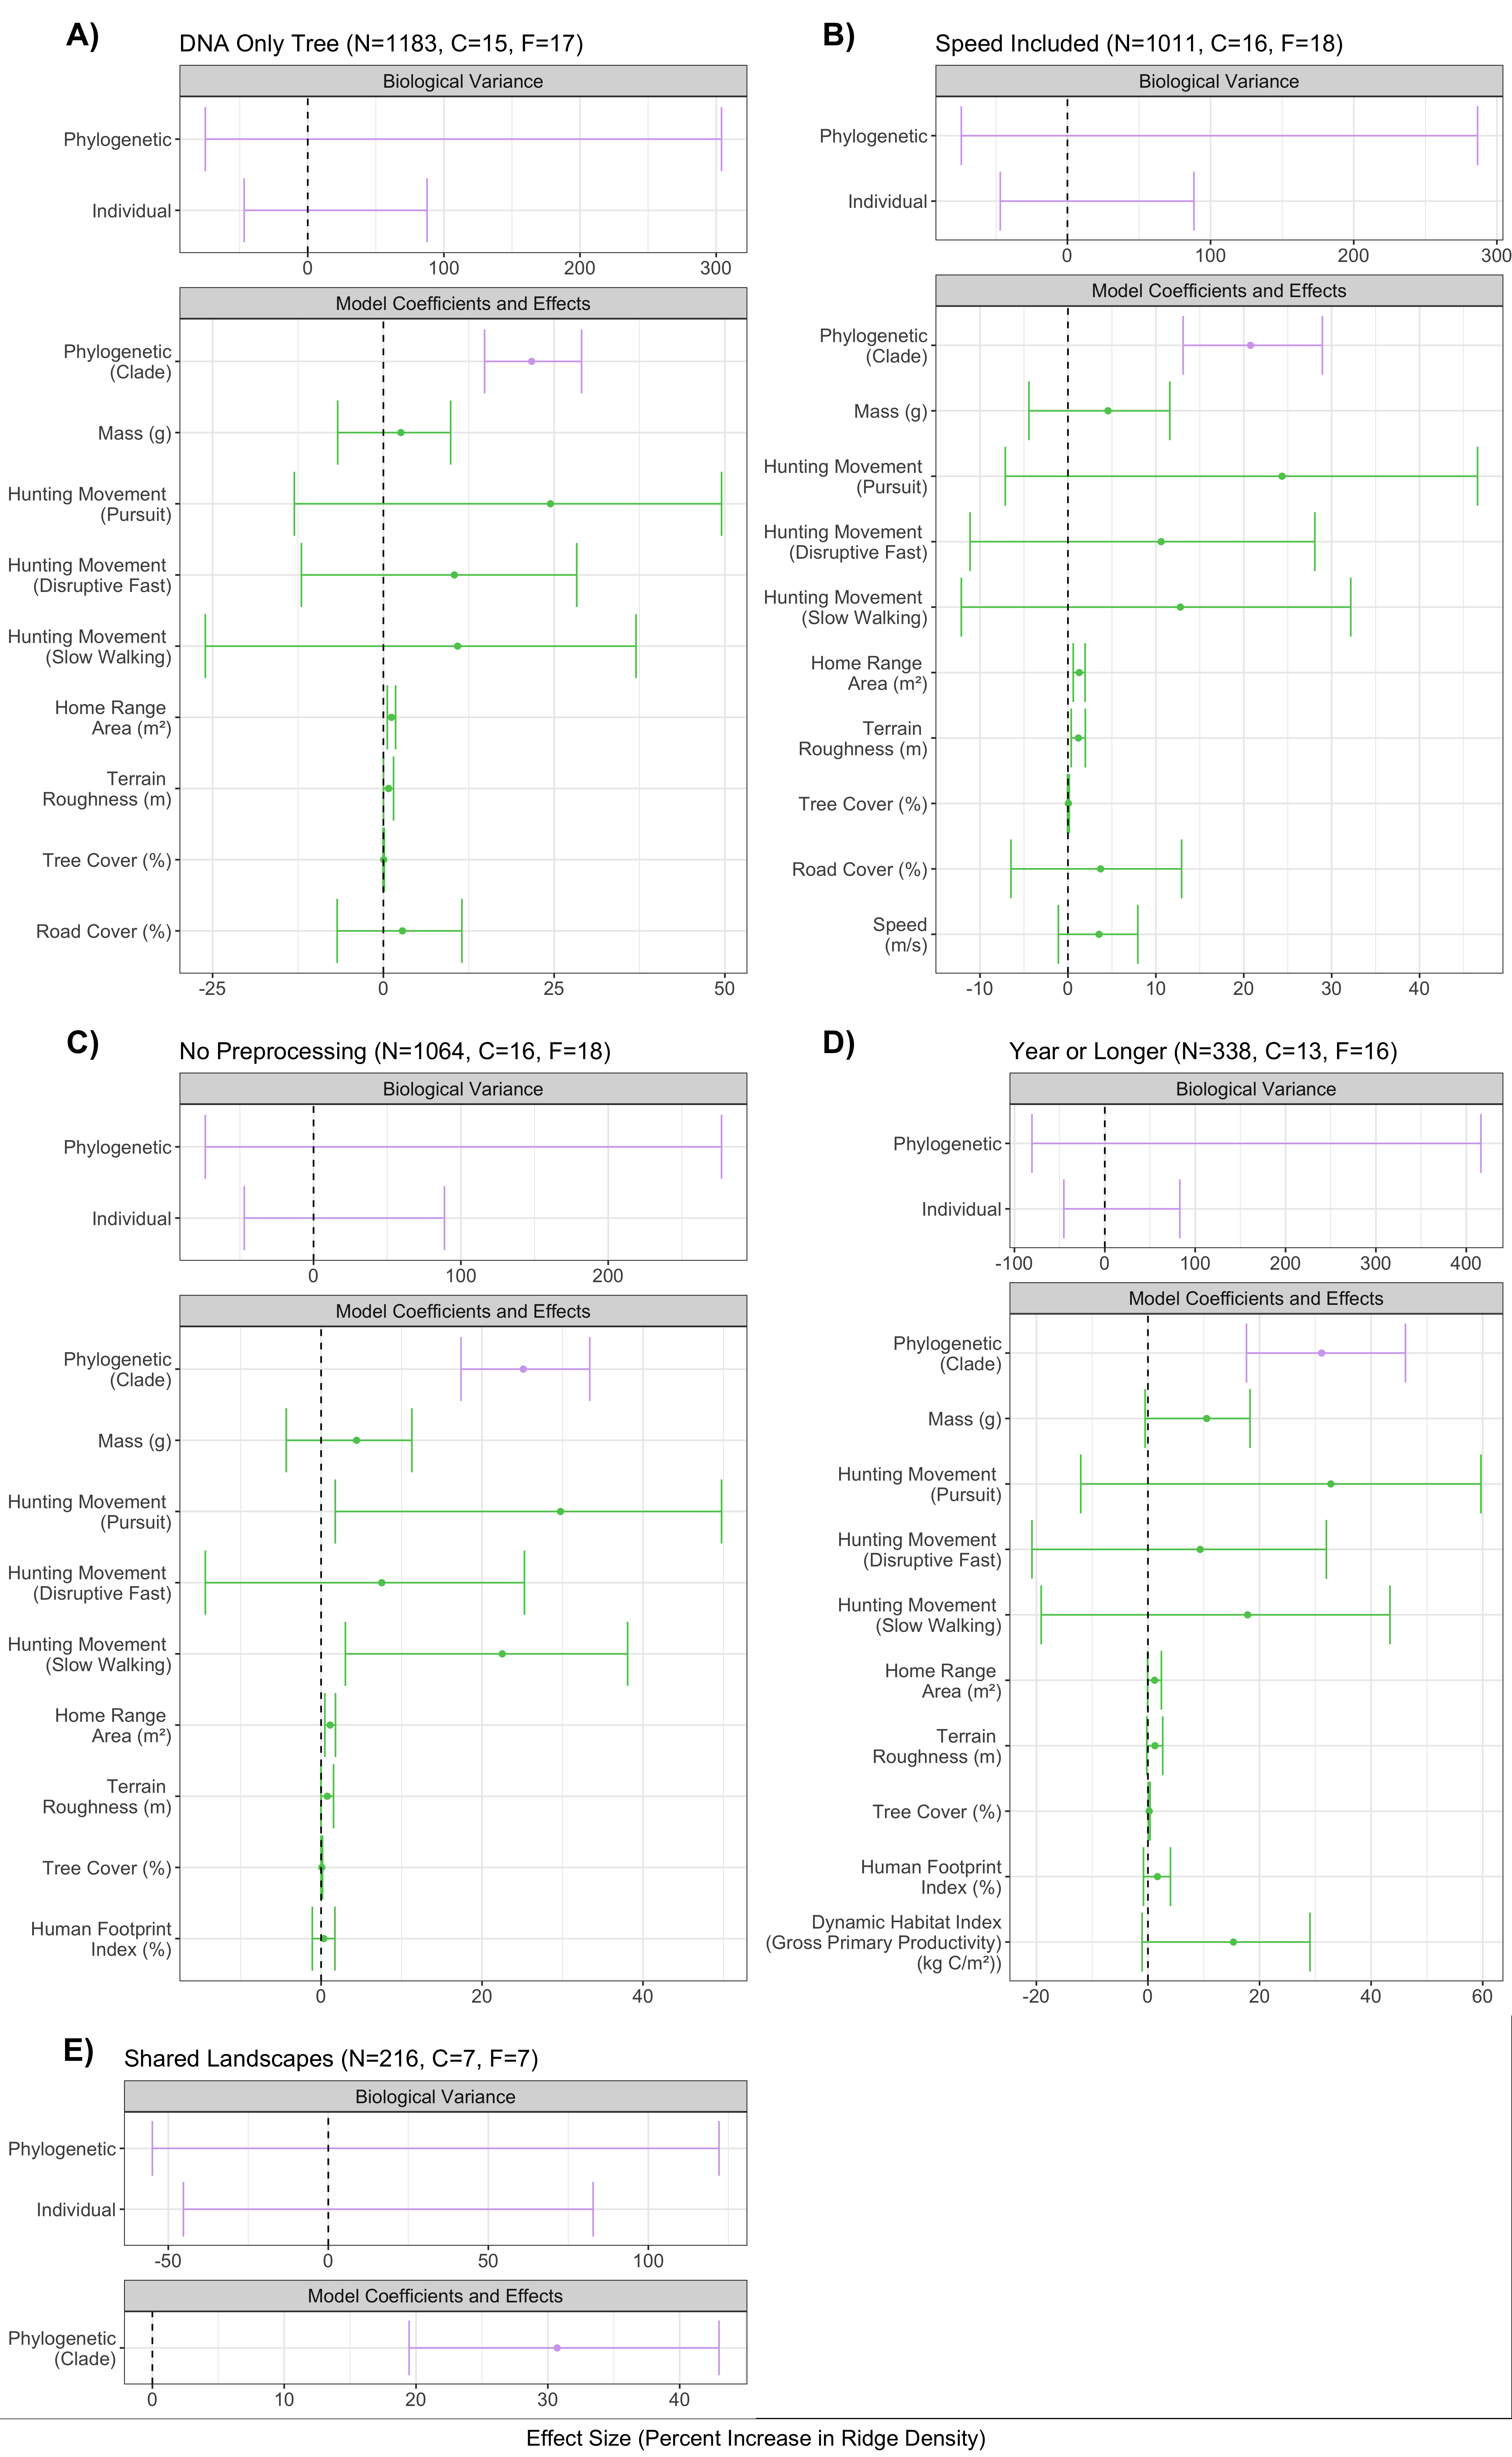 A)
DNA Only Tree (N=1183, C=15, F=17)
Biological Variance
Phylogenetic
Individual
0 100 200 300
Model Coefficients and Effects
Phylogenetic
(Clade)
Mass (g)
Hunting Movement
(Pursuit)
Hunting Movement
(Disruptive Fast)
Hunting Movement
(Slow Walking)
Home Range
Area (m²)
Terrain
Roughness (m)
Tree Cover (%)
Road Cover (%)
-25 0 25 50
B)
Speed Included (N=1011, C=16, F=18)
Biological Variance
Phylogenetic
Individual
0 100 200 300
Model Coefficients and Effects
Phylogenetic
(Clade)
Mass (g)
Hunting Movement
(Pursuit)
Hunting Movement
(Disruptive Fast)
Hunting Movement
(Slow Walking)
Home Range
Area (m²)
Terrain
Roughness (m)
Tree Cover (%)
Road Cover (%)
Speed
(m/s)
-10 0 10 20 30 40
C)
No Preprocessing (N=1064, C=16, F=18)
Biological Variance
Phylogenetic
Individual
0 100 200
Model Coefficients and Effects
Phylogenetic
(Clade)
Mass (g)
Hunting Movement
(Pursuit)
Hunting Movement
(Disruptive Fast)
Hunting Movement
(Slow Walking)
Home Range
Area (m²)
Terrain
Roughness (m)
Tree Cover (%)
Human Footprint
Index (%)
0 20 40
D)
Year or Longer (N=338, C=13, F=16)
Biological Variance
Phylogenetic
Individual
-100 0 100 200 300 400
Model Coefficients and Effects
Phylogenetic
(Clade)
Mass (g)
Hunting Movement
(Pursuit)
Hunting Movement
(Disruptive Fast)
Hunting Movement
(Slow Walking)
Home Range
Area (m²)
Terrain
Roughness (m)
Tree Cover (%)
Human Footprint
Index (%)
Dynamic Habitat Index
(Gross Primary Productivity)
(kg C/m²))
-20 0 20 40 60
E)
Shared Landscapes (N=216, C=7, F=7)
Biological Variance
Phylogenetic
Individual
-50 0 50 100
Model Coefficients and Effects
Phylogenetic
(Clade)
0 10 20 30 40
Effect Size (Percent Increase in Ridge Density)